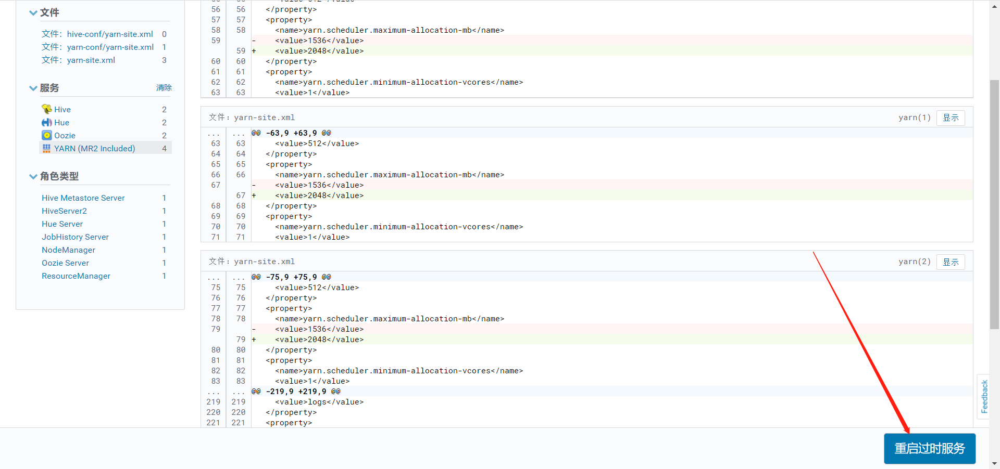 文件
文件： hive-conf/yarn-site.xml 0
文件： yarn-conf/yarn-site.xml 1
文件： yarn-site.xml 3
服务 清除
Hive 2
Hue 2
Oozie 2
YARN (MR2 Included) 4
角色类型
Hive Metastore Server 1
HiveServer2 1
Hue Server 1
JobHistory Server 1
NodeManager 1
Oozie Server 1
ResourceManager 1
56 56 </property>
57 57 <property>
58 58 <name>yarn.scheduler.maximum-allocation-mb</name>
59 - <value>1536</value>
59 + <value>2048</value>
60 60 </property>
61 61 <property>
62 62 <name>yarn.scheduler.minimum-allocation-vcores</name>
63 63 <value>1</value>
文件：yarn-site.xml yarn(1) 显示
... ... @@ -63,9 +63,9 @@
63 63 <value>512</value>
64 64 </property>
65 65 <property>
66 66 <name>yarn.scheduler.maximum-allocation-mb</name>
67 - <value>1536</value>
67 + <value>2048</value>
68 68 </property>
69 69 <property>
70 70 <name>yarn.scheduler.minimum-allocation-vcores</name>
71 71 <value>1</value>
文件：yarn-site.xml yarn(2) 显示
... ... @@ -75,9 +75,9 @@
75 75 <value>512</value>
76 76 </property>
77 77 <property>
78 78 <name>yarn.scheduler.maximum-allocation-mb</name>
79 - <value>1536</value>
79 + <value>2048</value>
80 80 </property>
81 81 <property>
82 82 <name>yarn.scheduler.minimum-allocation-vcores</name>
83 83 <value>1</value>
... ... @@ -219,9 +219,9 @@
219 219 <value>logs</value>
220 220 </property>
221 221 <property>
Feedback
重启过时服务